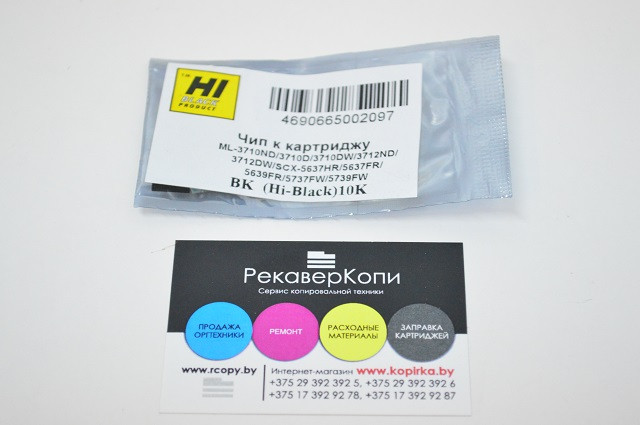 T.M.
HI
BLACK
PRODUCT
4690665002097
Чип к картриджу
ML-3710ND/3710D/3710DW/3712ND/
3712DW/SCX-5637HR/5637FR/
5639FR/5737FW/5739FW
BK (Hi-Black)10K
РекаверКопи
Сервис копировальной техники
ПРОДАЖА
ОРГТЕХНИКИ
РЕМОНТ
РАСХОДНЫЕ
МАТЕРИАЛЫ
ЗАПРАВКА
КАРТРИДЖЕЙ
www.rcopy.by
Интернет-магазин www.kopirka.by
+375 29 392 392 5, +375 29 392 392 6
+375 17 392 92 78, +375 17 392 92 87